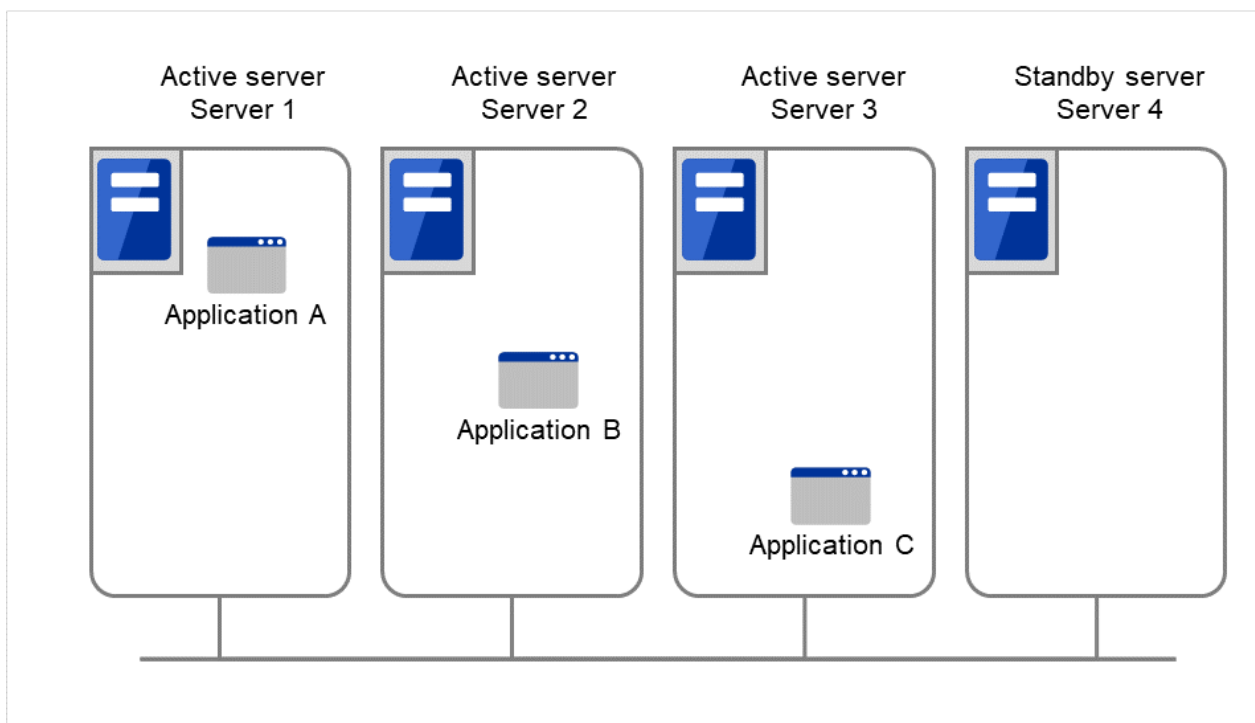 Active server
Server 1
Active server
Server 2
Active server
Server 3
Standby server
Server 4
Application A
Application B
Application C